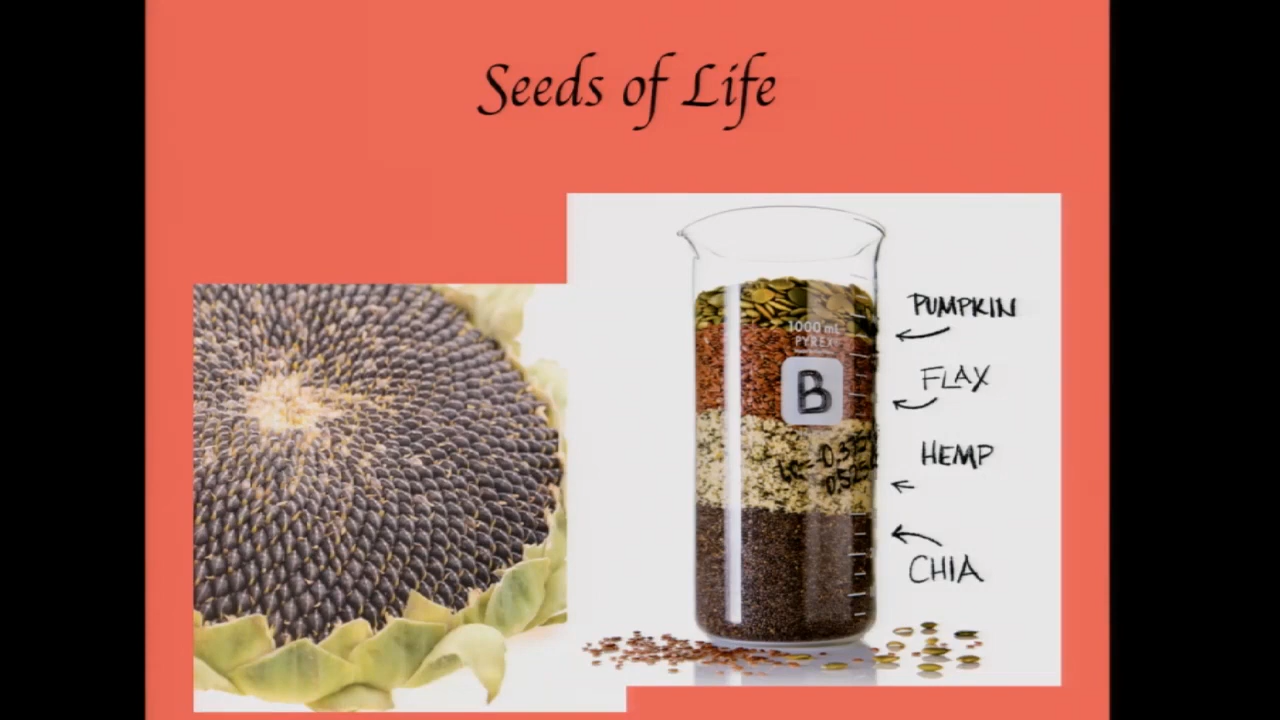 Seeds of Life
PUMPKIN
1000 mL
PYREX
B
FLAX
HEMP
CHIA